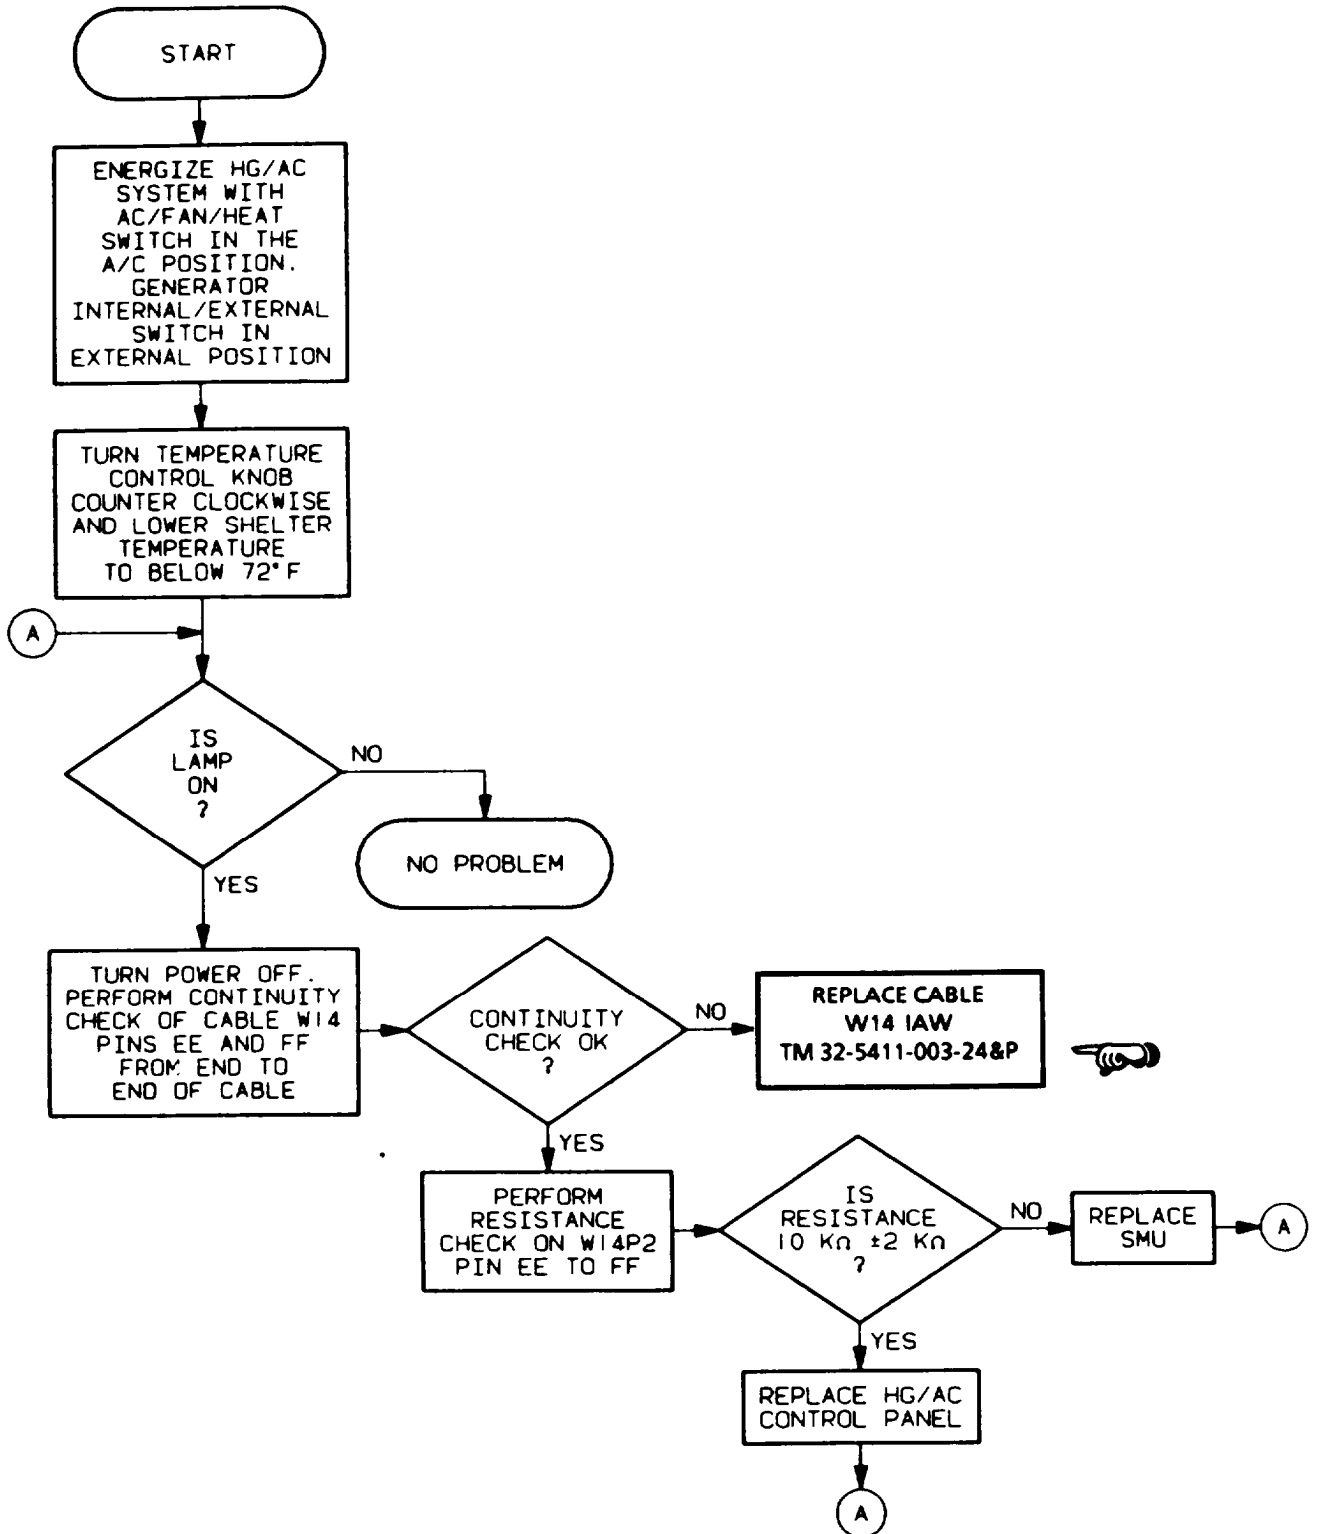 START
ENERGIZE HG/AC
SYSTEM WITH
AC/FAN/HEAT
SWITCH IN THE
A/C POSITION.
GENERATOR
INTERNAL/EXTERNAL
SWITCH IN
EXTERNAL POSITION
TURN TEMPERATURE
CONTROL KNOB
COUNTER CLOCKWISE
AND LOWER SHELTER
TEMPERATURE
TO BELOW 72°F
A
IS
LAMP
ON
?
NO
NO PROBLEM
YES
TURN POWER OFF.
PERFORM CONTINUITY
CHECK OF CABLE W14
PINS EE AND FF
FROM END TO
END OF CABLE
CONTINUITY
CHECK OK
?
NO
REPLACE CABLE
W14 IAW
TM 32-5411-003-24&P
YES
PERFORM
RESISTANCE
CHECK ON W14P2
PIN EE TO FF
IS
RESISTANCE
10 KΩ ±2 KΩ
?
NO
REPLACE
SMU
A
YES
REPLACE HG/AC
CONTROL PANEL
A